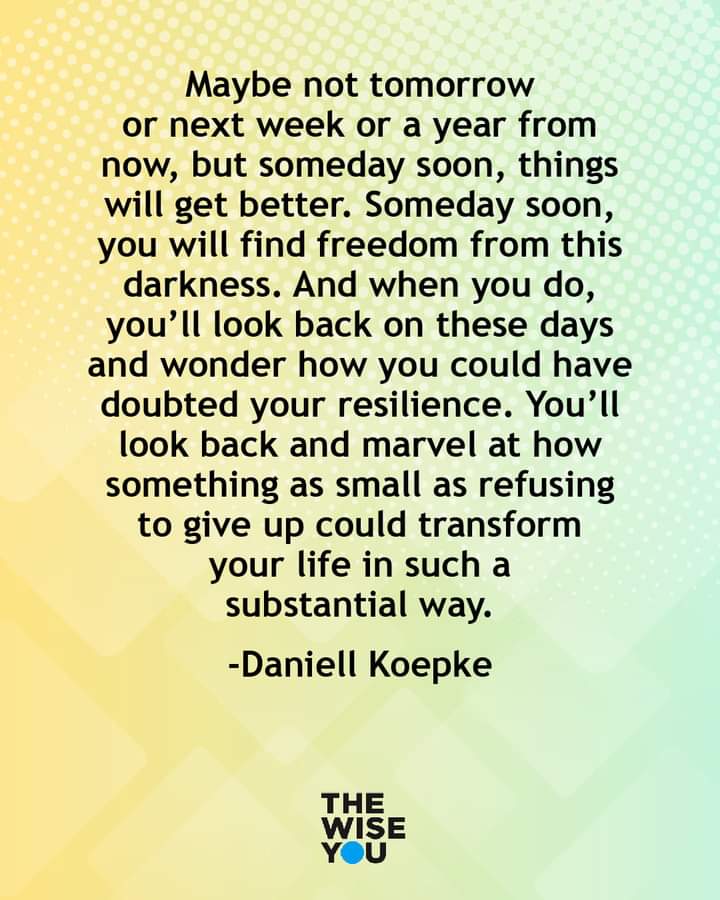 Maybe not tomorrow
or next week or a year from
now, but someday soon, things
will get better. Someday soon,
you will find freedom from this
darkness. And when you do,
you’ll look back on these days
and wonder how you could have
doubted your resilience. You’ll
look back and marvel at how
something as small as refusing
to give up could transform
your life in such a
substantial way.
-Daniell Koepke
THE
WISE
YOU